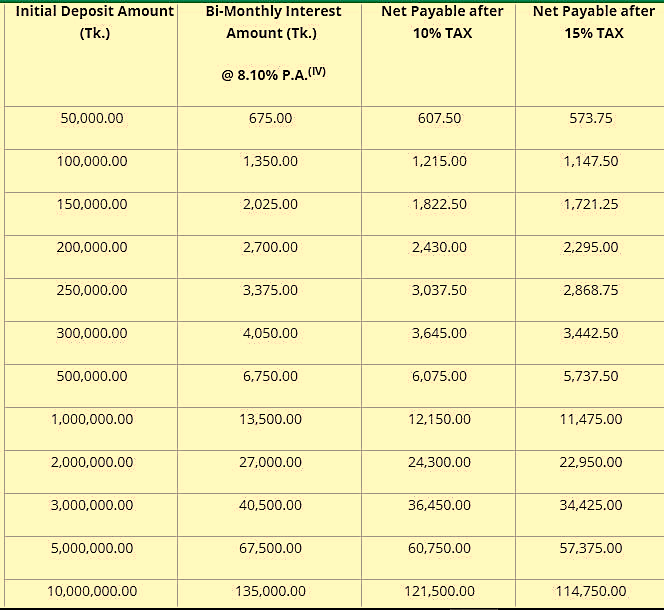 Initial Deposit Amount (Tk.) Bi-Monthly Interest Amount (Tk.) @ 8.10% P.A.(IV) Net Payable after 10% TAX Net Payable after 15% TAX
50,000.00 675.00 607.50 573.75
100,000.00 1,350.00 1,215.00 1,147.50
150,000.00 2,025.00 1,822.50 1,721.25
200,000.00 2,700.00 2,430.00 2,295.00
250,000.00 3,375.00 3,037.50 2,868.75
300,000.00 4,050.00 3,645.00 3,442.50
500,000.00 6,750.00 6,075.00 5,737.50
1,000,000.00 13,500.00 12,150.00 11,475.00
2,000,000.00 27,000.00 24,300.00 22,950.00
3,000,000.00 40,500.00 36,450.00 34,425.00
5,000,000.00 67,500.00 60,750.00 57,375.00
10,000,000.00 135,000.00 121,500.00 114,750.00